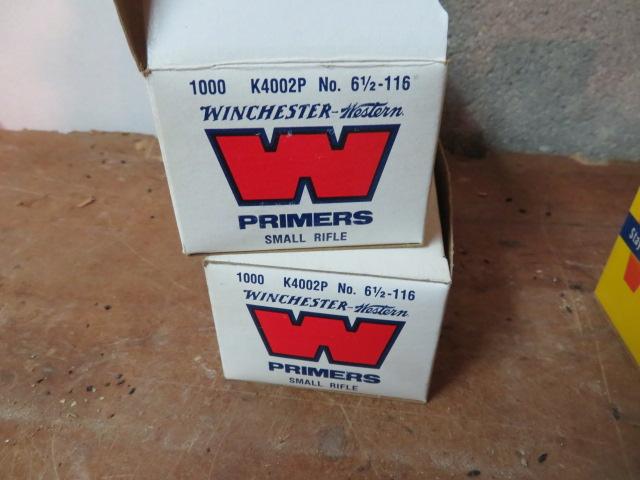 1000 K4002P No. 6½-116
WINCHESTER-Western
W
PRIMERS
SMALL RIFLE
1000 K4002P No. 6½-116
WINCHESTER-Western
W
PRIMERS
SMALL RIFLE